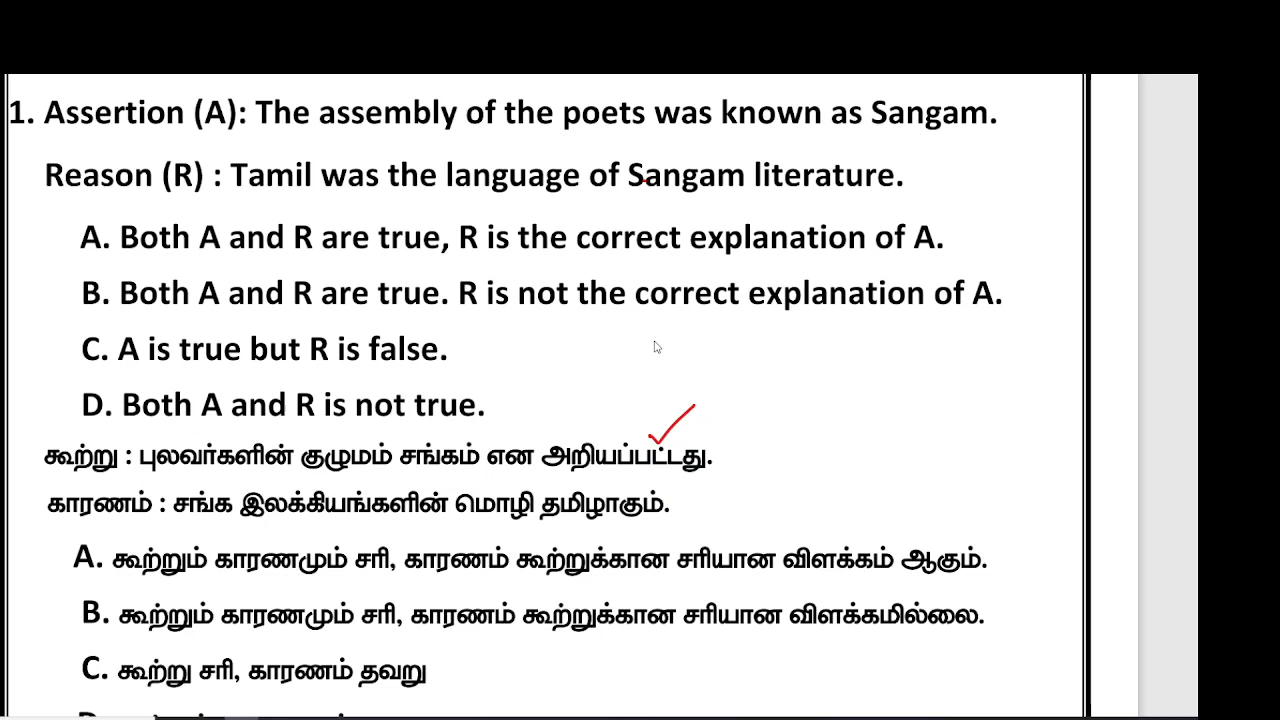 1. Assertion (A): The assembly of the poets was known as Sangam.
Reason (R) : Tamil was the language of Sangam literature.
A. Both A and R are true, R is the correct explanation of A.
B. Both A and R are true. R is not the correct explanation of A.
C. A is true but R is false.
D. Both A and R is not true.
கூற்று : புலவர்களின் குழுமம் சங்கம் என அறியப்பட்டது.
காரணம் : சங்க இலக்கியங்களின் மொழி தமிழாகும்.
A. கூற்றும் காரணமும் சரி, காரணம் கூற்றுக்கான சரியான விளக்கம் ஆகும்.
B. கூற்றும் காரணமும் சரி, காரணம் கூற்றுக்கான சரியான விளக்கமில்லை.
C. கூற்று சரி, காரணம் தவறு